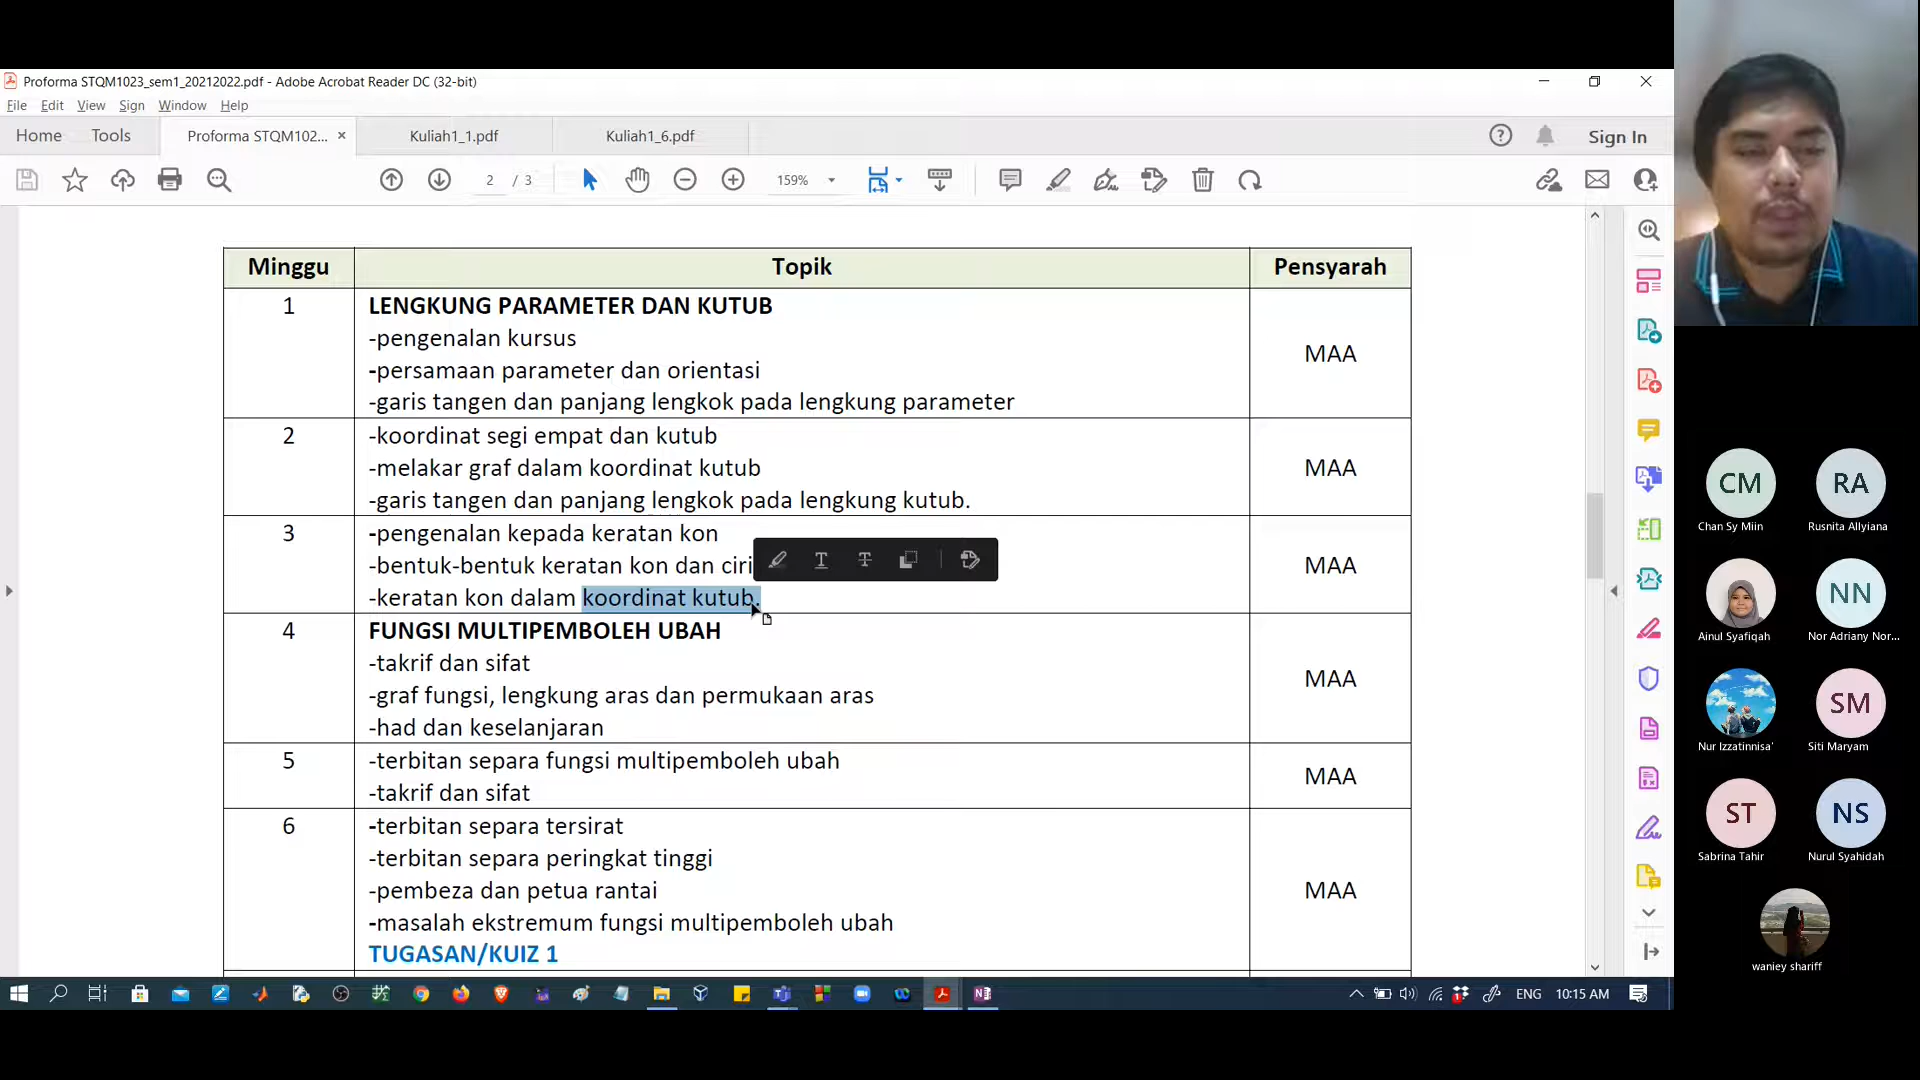 Proforma STQM1023_sem1_20212022.pdf - Adobe Acrobat Reader DC (32-bit)
File Edit View Sign Window Help
Home Tools Proforma STQM102... × Kuliah1_1.pdf Kuliah1_6.pdf Sign In
2 / 3 159%
Minggu Topik Pensyarah
1 LENGKUNG PARAMETER DAN KUTUB
-pengenalan kursus
MAA
-persamaan parameter dan orientasi
-garis tangen dan panjang lengkok pada lengkung parameter
2 -koordinat segi empat dan kutub
-melakar graf dalam koordinat kutub MAA
-garis tangen dan panjang lengkok pada lengkung kutub.
3 -pengenalan kepada keratan kon
-bentuk-bentuk keratan kon dan ciri MAA
-keratan kon dalam koordinat kutub.
4 FUNGSI MULTIPEMBOLEH UBAH
-takrif dan sifat
MAA
-graf fungsi, lengkung aras dan permukaan aras
-had dan keselanjaran
5 -terbitan separa fungsi multipemboleh ubah
MAA
-takrif dan sifat
6 -terbitan separa tersirat
-terbitan separa peringkat tinggi
-pembeza dan petua rantai MAA
-masalah ekstremum fungsi multipemboleh ubah
TUGASAN/KUIZ 1
ENG 10:15 AM
CM RA
Chan Sy Miin Rusnita Allyiana
NN
Ainul Syafiqah Nor Adriany Nor...
SM
Nur Izzatinnisa' Siti Maryam
ST NS
Sabrina Tahir Nurul Syahidah
waniey shariff